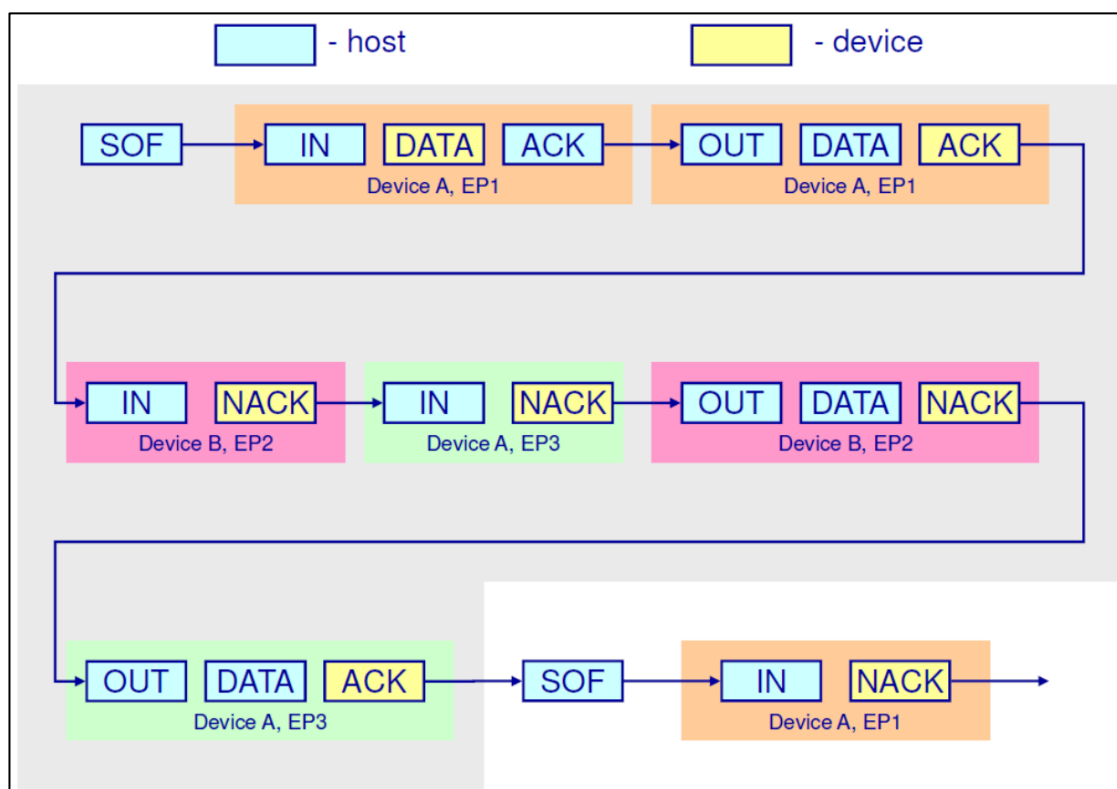 - host - device
SOF IN DATA ACK OUT DATA ACK
Device A, EP1 Device A, EP1
IN NACK IN NACK OUT DATA NACK
Device B, EP2 Device A, EP3 Device B, EP2
OUT DATA ACK SOF IN NACK
Device A, EP3 Device A, EP1